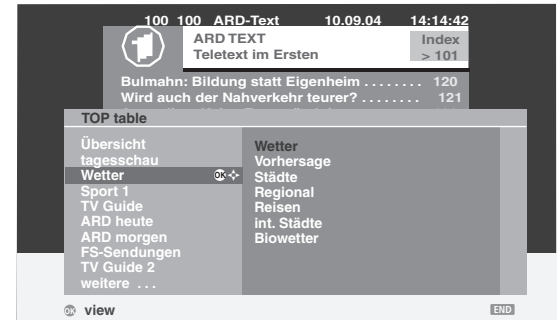 100 100 ARD-Text 10.09.04 14:14:42
ARD TEXT Index
Teletext im Ersten > 101
Bulmahn: Bildung statt Eigenheim . . . . . . . . 120
Wird auch der Nahverkehr teurer? . . . . . . . . 121
TOP table
Übersicht
tagesschau
Wetter OK
Sport 1
TV Guide
ARD heute
ARD morgen
FS-Sendungen
TV Guide 2
weitere . . .
Wetter
Vorhersage
Städte
Regional
Reisen
int. Städte
Biowetter
OK view END